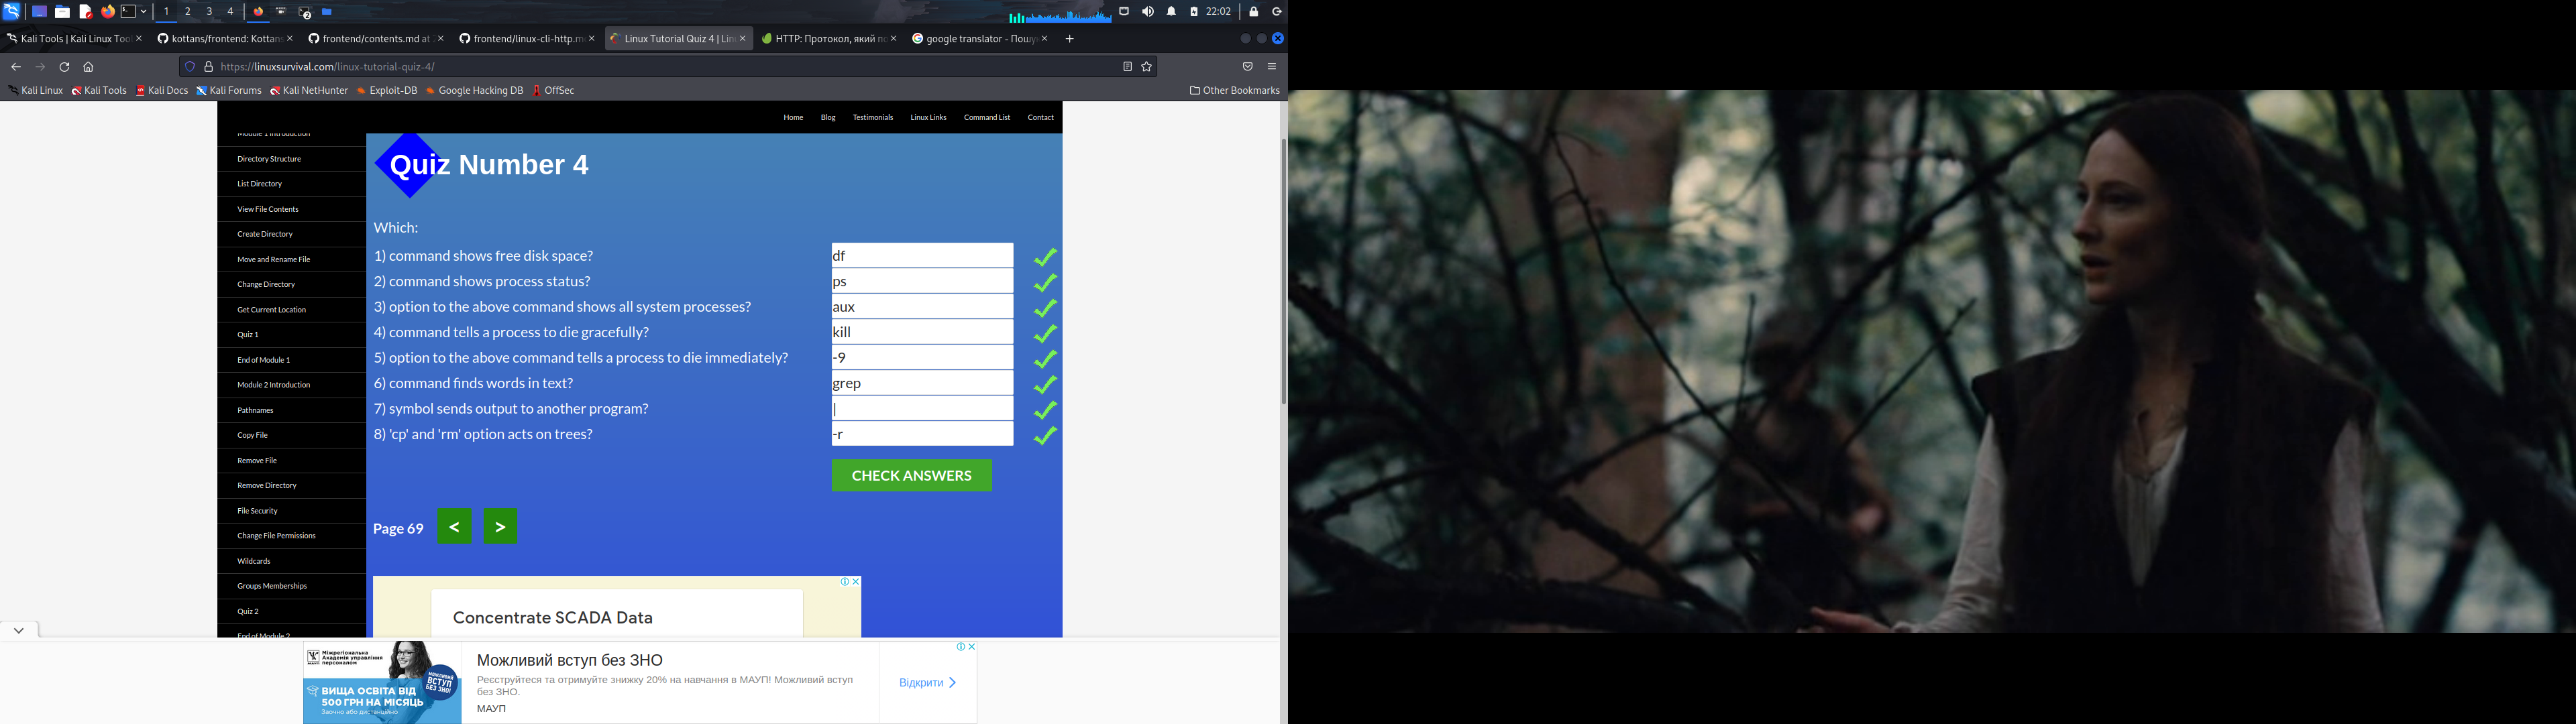 1 2 3 4 2 22:02
Kali Tools | Kali Linux Too kottans/frontend: Kottans frontend/contents.md at frontend/linux-cli-http.m Linux Tutorial Quiz 4 | Lin HTTP: Протокол, який по google translator - Пошу
https://linuxsurvival.com/linux-tutorial-quiz-4/
Kali Linux Kali Tools Kali Docs Kali Forums Kali NetHunter Exploit-DB Google Hacking DB OffSec Other Bookmarks
Home Blog Testimonials Linux Links Command List Contact
Module 1 Introduction
Directory Structure
List Directory
View File Contents
Create Directory
Move and Rename File
Change Directory
Get Current Location
Quiz 1
End of Module 1
Module 2 Introduction
Pathnames
Copy File
Remove File
Remove Directory
File Security
Change File Permissions
Wildcards
Groups Memberships
Quiz 2
End of Module 2
Quiz Number 4
Which:
1) command shows free disk space? df
2) command shows process status? ps
3) option to the above command shows all system processes? aux
4) command tells a process to die gracefully? kill
5) option to the above command tells a process to die immediately? -9
6) command finds words in text? grep
7) symbol sends output to another program? |
8) 'cp' and 'rm' option acts on trees? -r
CHECK ANSWERS
Page 69 < >
Concentrate SCADA Data
Міжрегіональна
Академія управління
персоналом
МОЖЛИВИЙ
ВСТУП
БЕЗ ЗНО!
ВИЩА ОСВІТА ВІД
500 ГРН НА МІСЯЦЬ
Заочно або дистанційно
Можливий вступ без ЗНО
Реєструйтеся та отримуйте знижку 20% на навчання в МАУП! Можливий вступ
без ЗНО.
МАУП
Відкрити